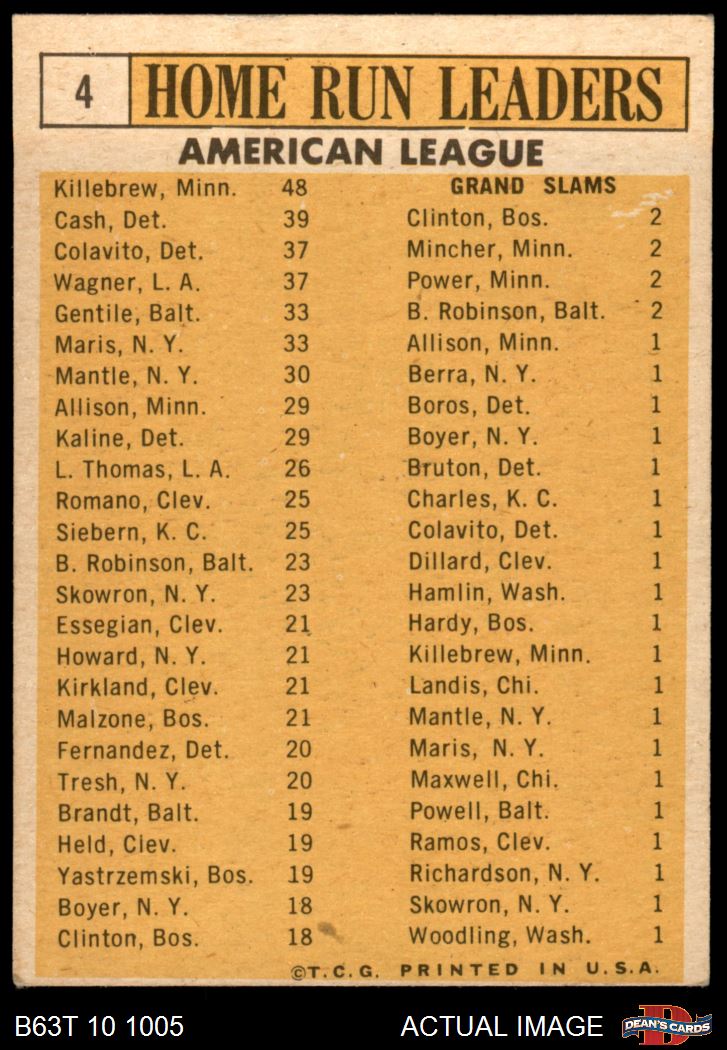 4 HOME RUN LEADERS
AMERICAN LEAGUE
Killebrew, Minn. 48
Cash, Det. 39
Colavito, Det. 37
Wagner, L. A. 37
Gentile, Balt. 33
Maris, N. Y. 33
Mantle, N. Y. 30
Allison, Minn. 29
Kaline, Det. 29
L. Thomas, L. A. 26
Romano, Clev. 25
Siebern, K. C. 25
B. Robinson, Balt. 23
Skowron, N. Y. 23
Essegian, Clev. 21
Howard, N. Y. 21
Kirkland, Clev. 21
Malzone, Bos. 21
Fernandez, Det. 20
Tresh, N. Y. 20
Brandt, Balt. 19
Held, Clev. 19
Yastrzemski, Bos. 19
Boyer, N. Y. 18
Clinton, Bos. 18
GRAND SLAMS
Clinton, Bos. 2
Mincher, Minn. 2
Power, Minn. 2
B. Robinson, Balt. 2
Allison, Minn. 1
Berra, N. Y. 1
Boros, Det. 1
Boyer, N. Y. 1
Bruton, Det. 1
Charles, K. C. 1
Colavito, Det. 1
Dillard, Clev. 1
Hamlin, Wash. 1
Hardy, Bos. 1
Killebrew, Minn. 1
Landis, Chi. 1
Mantle, N. Y. 1
Maris, N. Y. 1
Maxwell, Chi. 1
Powell, Balt. 1
Ramos, Clev. 1
Richardson, N. Y. 1
Skowron, N. Y. 1
Woodling, Wash. 1
©T.C.G. PRINTED IN U.S.A.
B63T 10 1005
ACTUAL IMAGE
D
DEAN'S CARDS